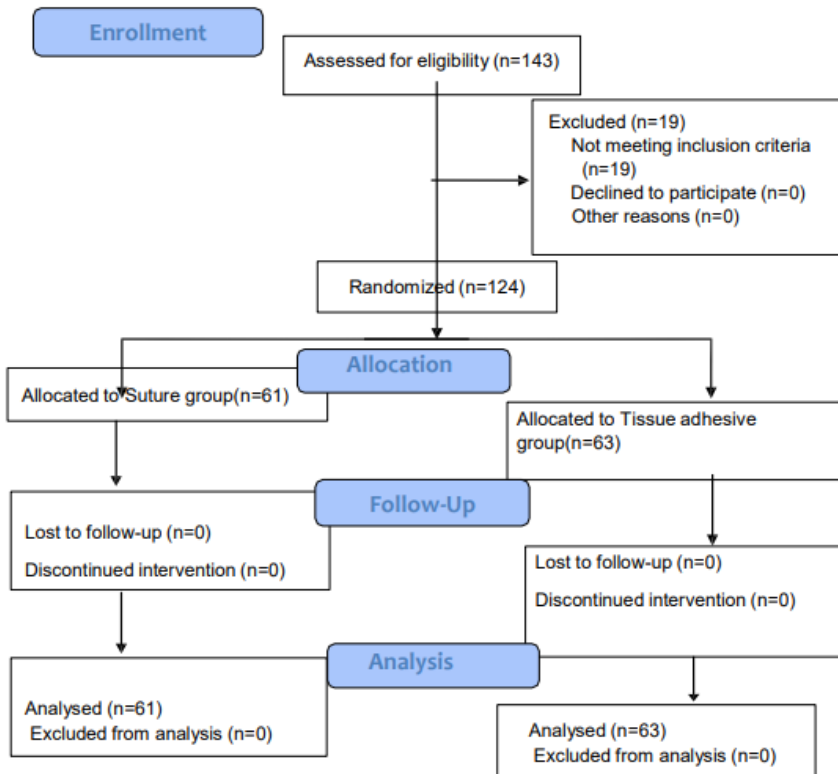 Enrollment
Assessed for eligibility (n=143)
Excluded (n=19)
Not meeting inclusion criteria
(n=19)
Declined to participate (n=0)
Other reasons (n=0)
Randomized (n=124)
Allocation
Allocated to Suture group(n=61)
Allocated to Tissue adhesive
group(n=63)
Follow-Up
Lost to follow-up (n=0)
Discontinued intervention (n=0)
Lost to follow-up (n=0)
Discontinued intervention (n=0)
Analysis
Analysed (n=61)
Excluded from analysis (n=0)
Analysed (n=63)
Excluded from analysis (n=0)